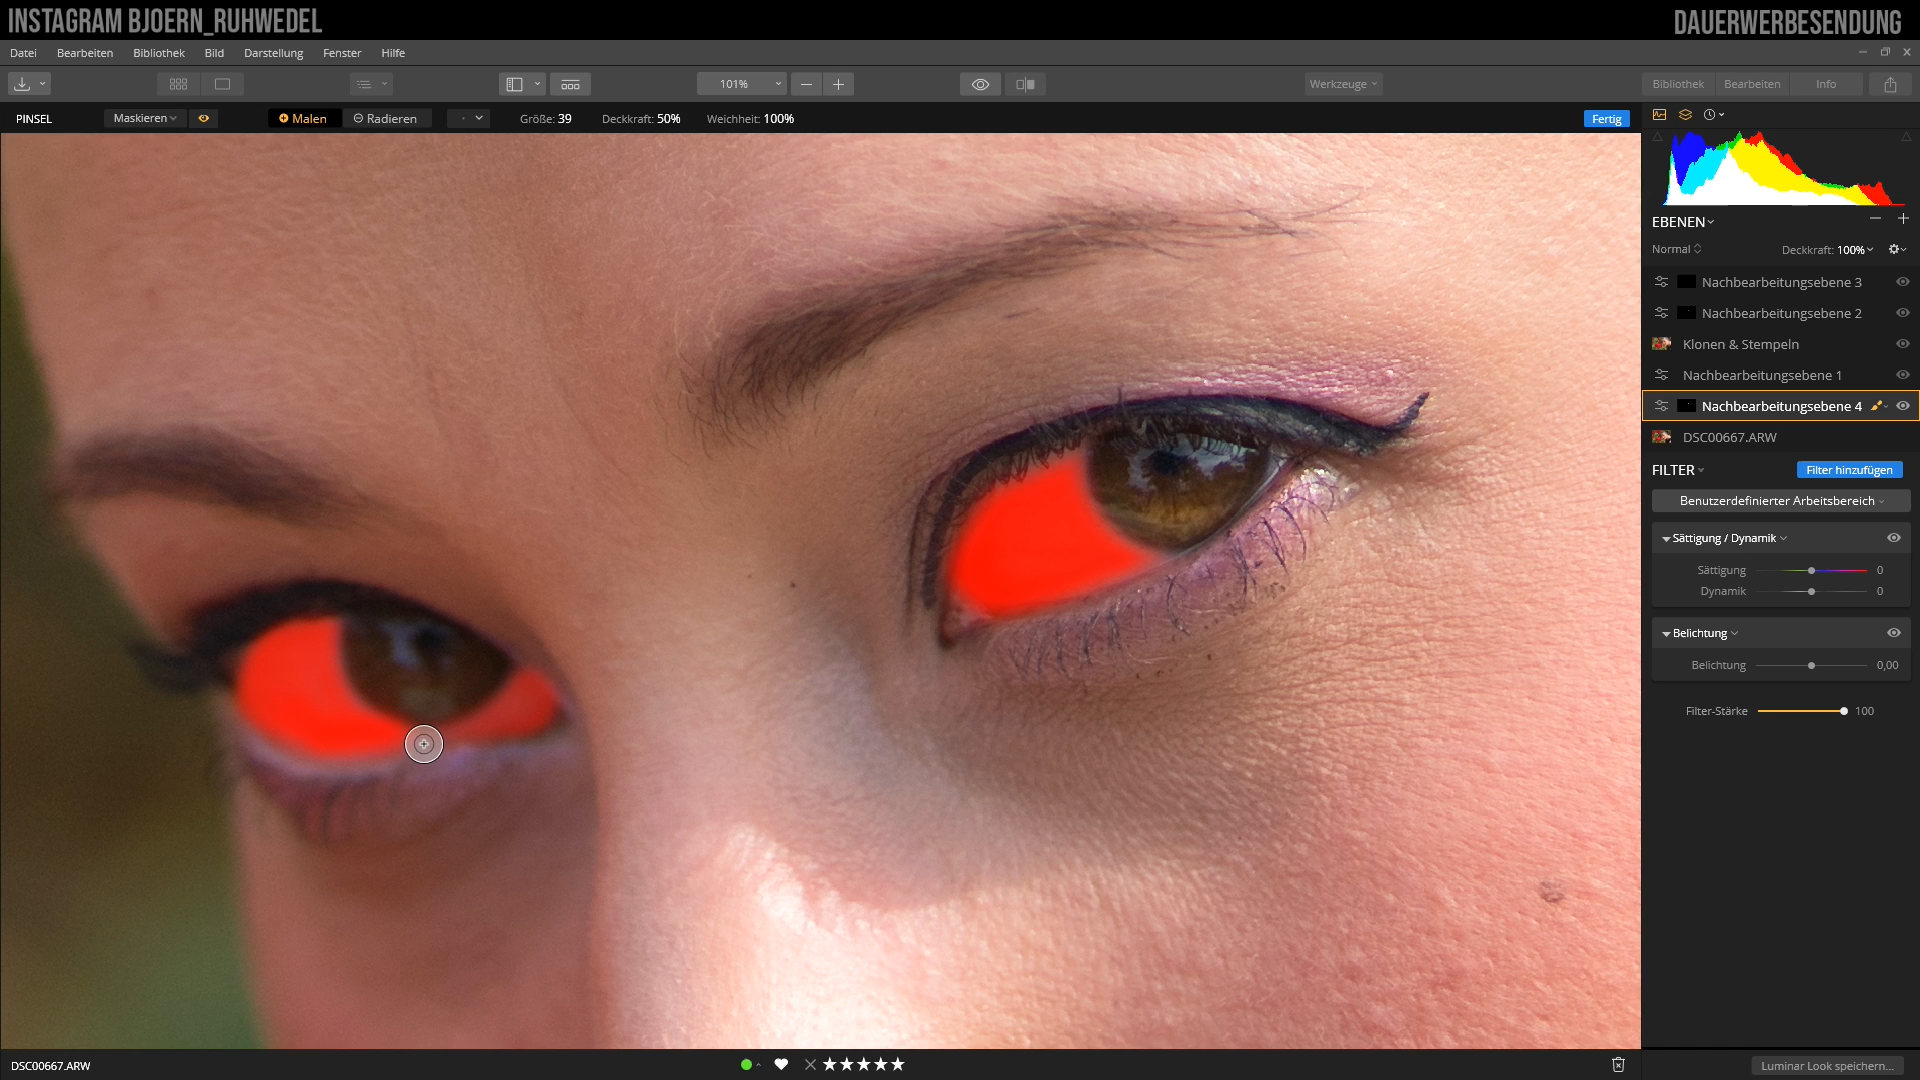 INSTAGRAM BJOERN_RUHWEDEL
DAUERWERBESENDUNG
Datei Bearbeiten Bibliothek Bild Darstellung Fenster Hilfe
101%
Werkzeuge
Bibliothek Bearbeiten Info
PINSEL Maskieren Malen Radieren Größe: 39 Deckkraft: 50% Weichheit: 100% Fertig
EBENEN
Normal Deckkraft: 100%
Nachbearbeitungsebene 3
Nachbearbeitungsebene 2
Klonen & Stempeln
Nachbearbeitungsebene 1
Nachbearbeitungsebene 4
DSC00667.ARW
FILTER Filter hinzufügen
Benutzerdefinierter Arbeitsbereich
Sättigung / Dynamik
Sättigung 0
Dynamik 0
Belichtung
Belichtung 0,00
Filter-Stärke 100
DSC00667.ARW
Luminar Look speichern...